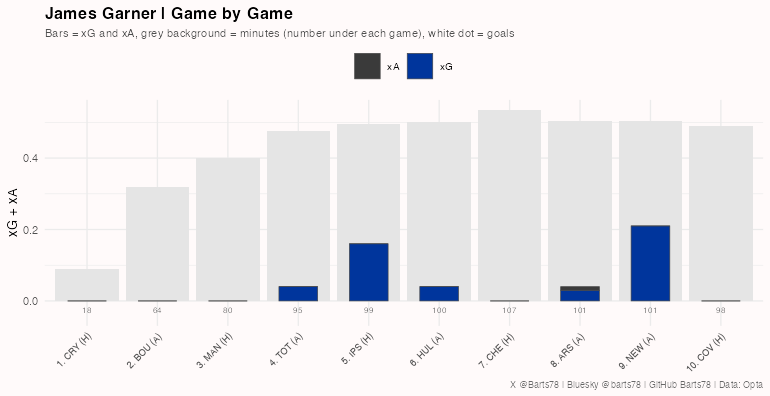 James Garner | Game by Game
Bars = xG and xA, grey background = minutes (number under each game), white dot = goals
xA xG
xG + xA
0.4
0.2
0.0
18 64 80 95 99 100 107 101 101 98
1. CRY (H) 2. BOU (A) 3. MAN (H) 4. TOT (A) 5. IPS (H) 6. HUL (A) 7. CHE (H) 8. ARS (A) 9. NEW (A) 10. COV (H)
X @Barts78 | Bluesky @barts78 | GitHub Barts78 | Data: Opta